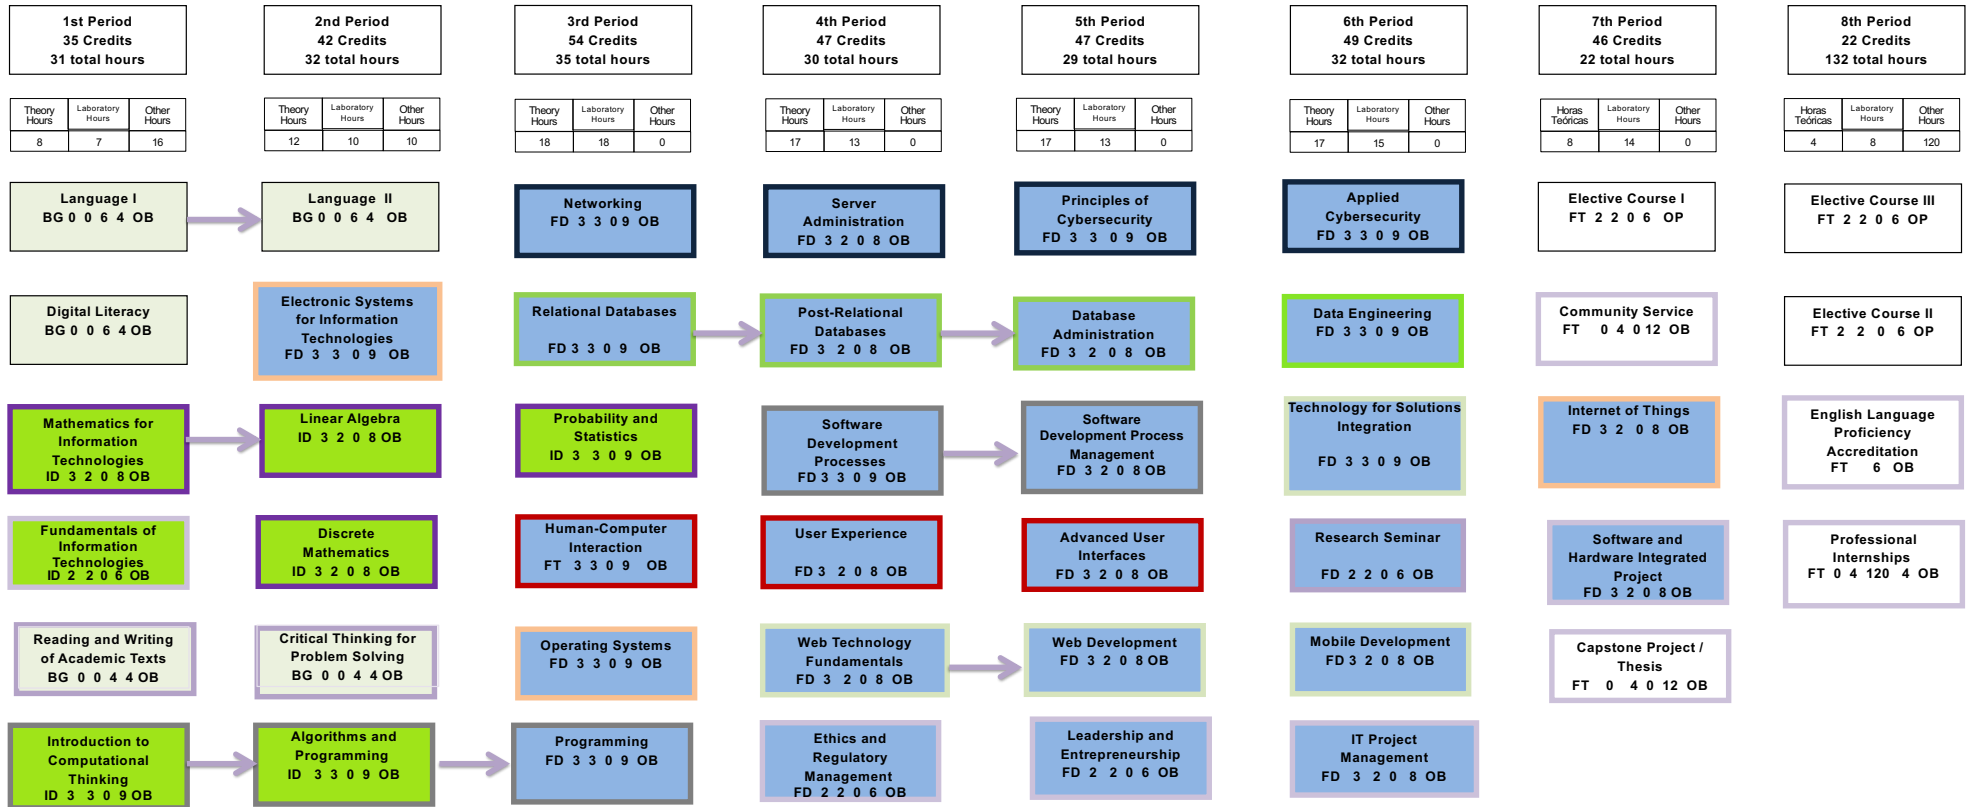 1st Period
35 Credits
31 total hours
2nd Period
42 Credits
32 total hours
3rd Period
54 Credits
35 total hours
4th Period
47 Credits
30 total hours
5th Period
47 Credits
29 total hours
6th Period
49 Credits
32 total hours
7th Period
46 Credits
22 total hours
8th Period
22 Credits
132 total hours
Theory Hours Laboratory Hours Other Hours
8 7 16
Theory Hours Laboratory Hours Other Hours
12 10 10
Theory Hours Laboratory Hours Other Hours
18 18 0
Theory Hours Laboratory Hours Other Hours
17 13 0
Theory Hours Laboratory Hours Other Hours
17 13 0
Theory Hours Laboratory Hours Other Hours
17 15 0
Horas Teóricas Laboratory Hours Other Hours
8 14 0
Horas Teóricas Laboratory Hours Other Hours
4 8 120
Language I
BG 0 0 6 4 OB
Language II
BG 0 0 6 4 OB
Networking
FD 3 3 0 9 OB
Server
Administration
FD 3 2 0 8 OB
Principles of
Cybersecurity
FD 3 3 0 9 OB
Applied
Cybersecurity
FD 3 3 0 9 OB
Elective Course I
FT 2 2 0 6 OP
Elective Course III
FT 2 2 0 6 OP
Digital Literacy
BG 0 0 6 4 OB
Electronic Systems
for Information
Technologies
FD 3 3 0 9 OB
Relational Databases
FD 3 3 0 9 OB
Post-Relational
Databases
FD 3 2 0 8 OB
Database
Administration
FD 3 2 0 8 OB
Data Engineering
FD 3 3 0 9 OB
Community Service
FT 0 4 0 12 OB
Elective Course II
FT 2 2 0 6 OP
Mathematics for
Information
Technologies
ID 3 2 0 8 OB
Linear Algebra
ID 3 2 0 8 OB
Probability and
Statistics
ID 3 3 0 9 OB
Software
Development
Processes
FD 3 3 0 9 OB
Software
Development Process
Management
FD 3 2 0 8 OB
Technology for Solutions
Integration
FD 3 3 0 9 OB
Internet of Things
FD 3 2 0 8 OB
English Language
Proficiency
Accreditation
FT 6 OB
Fundamentals of
Information
Technologies
ID 2 2 0 6 OB
Discrete
Mathematics
ID 3 2 0 8 OB
Human-Computer
Interaction
FT 3 3 0 9 OB
User Experience
FD 3 2 0 8 OB
Advanced User
Interfaces
FD 3 2 0 8 OB
Research Seminar
FD 2 2 0 6 OB
Software and
Hardware Integrated
Project
FD 3 2 0 8 OB
Professional
Internships
FT 0 4 120 4 OB
Reading and Writing
of Academic Texts
BG 0 0 4 4 OB
Critical Thinking for
Problem Solving
BG 0 0 4 4 OB
Operating Systems
FD 3 3 0 9 OB
Web Technology
Fundamentals
FD 3 2 0 8 OB
Web Development
FD 3 2 0 8 OB
Mobile Development
FD 3 2 0 8 OB
Capstone Project /
Thesis
FT 0 4 0 12 OB
Introduction to
Computational
Thinking
ID 3 3 0 9 OB
Algorithms and
Programming
ID 3 3 0 9 OB
Programming
FD 3 3 0 9 OB
Ethics and
Regulatory
Management
FD 2 2 0 6 OB
Leadership and
Entrepreneurship
FD 2 2 0 6 OB
IT Project
Management
FD 3 2 0 8 OB